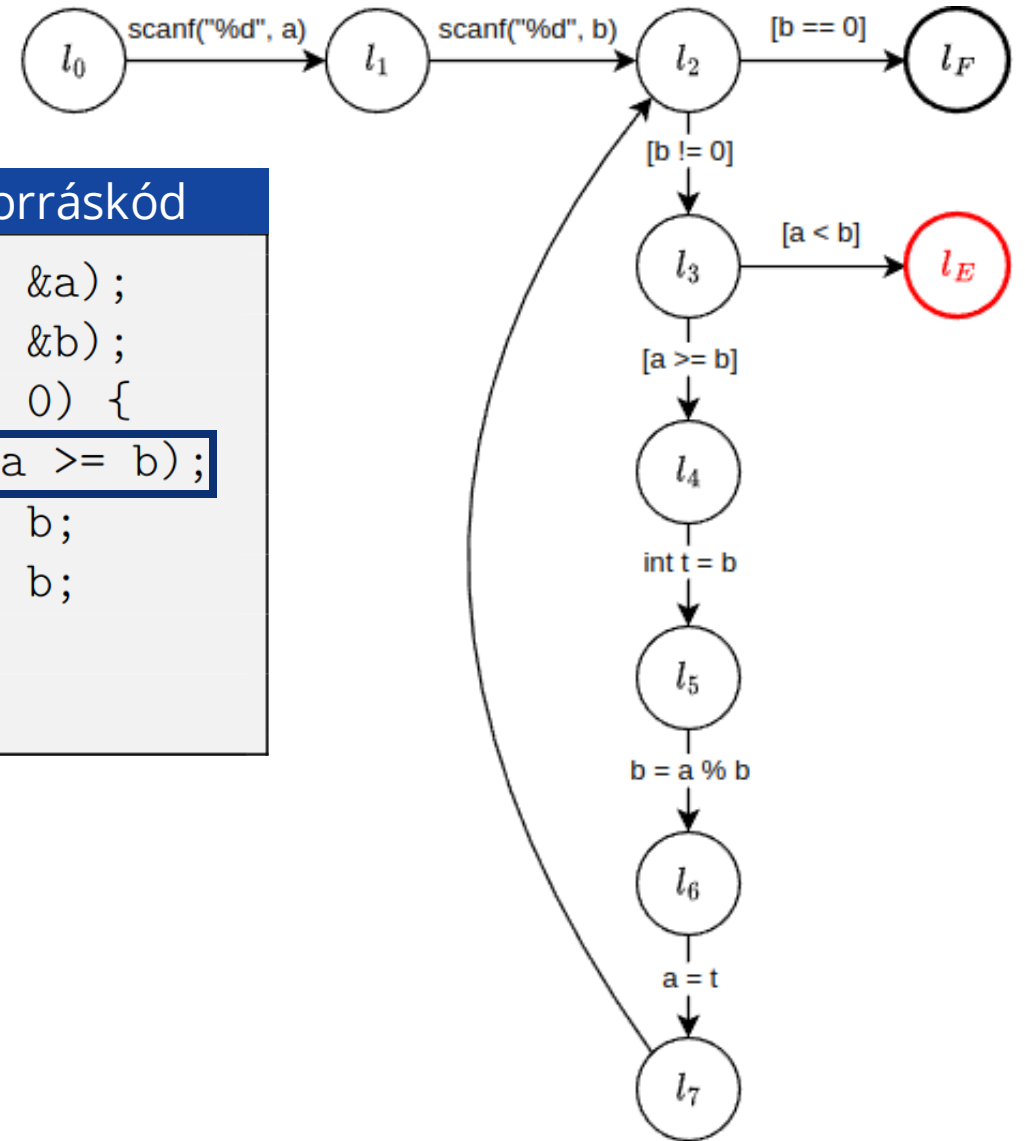 l0 scanf("%d", a) l1 scanf("%d", b) l2 [b == 0] lF
[b != 0]
l3 [a < b] lE
[a >= b]
l4
int t = b
l5
b = a % b
l6
a = t
l7
orráskód
&a);
&b);
0) {
a >= b);
b;
b;